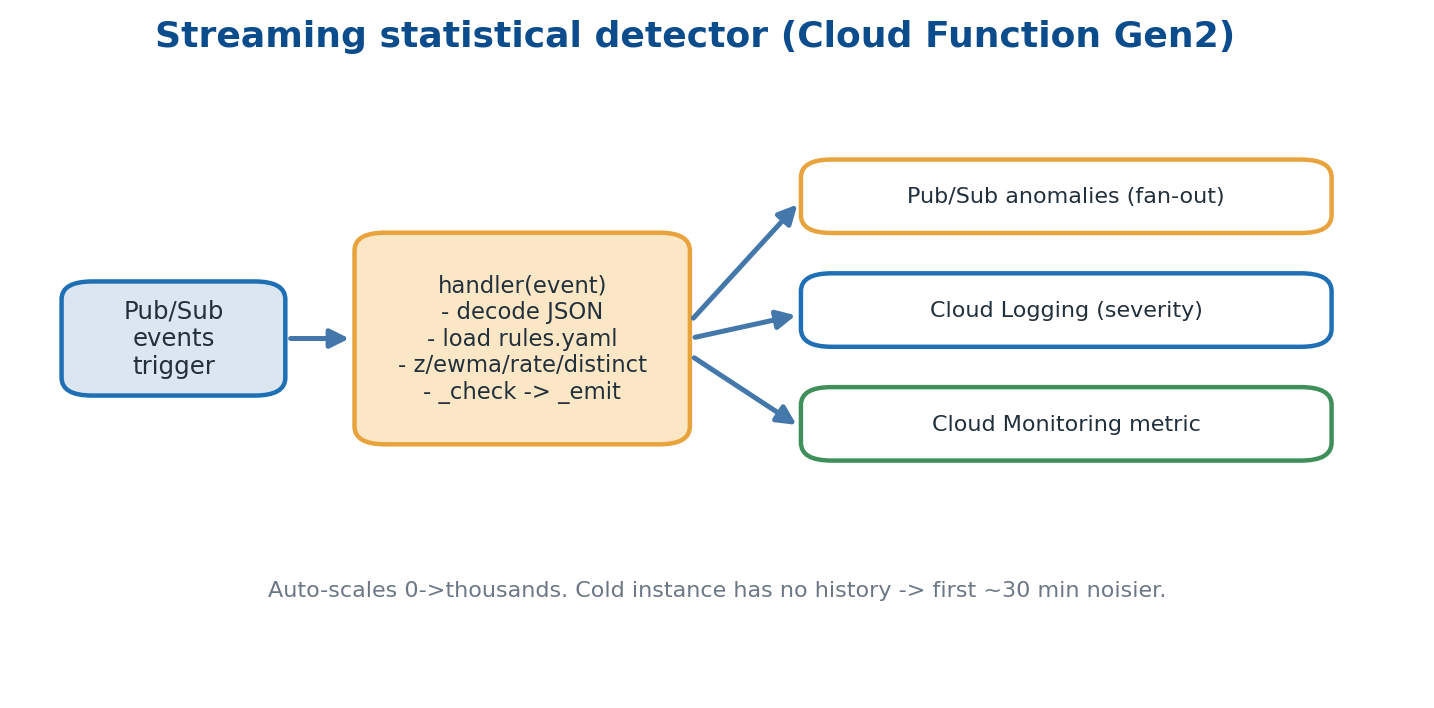 Streaming statistical detector (Cloud Function Gen2)
Pub/Sub
events
trigger
handler(event)
- decode JSON
- load rules.yaml
- z/ewma/rate/distinct
- _check -> _emit
Pub/Sub anomalies (fan-out)
Cloud Logging (severity)
Cloud Monitoring metric
Auto-scales 0->thousands. Cold instance has no history -> first ~30 min noisier.